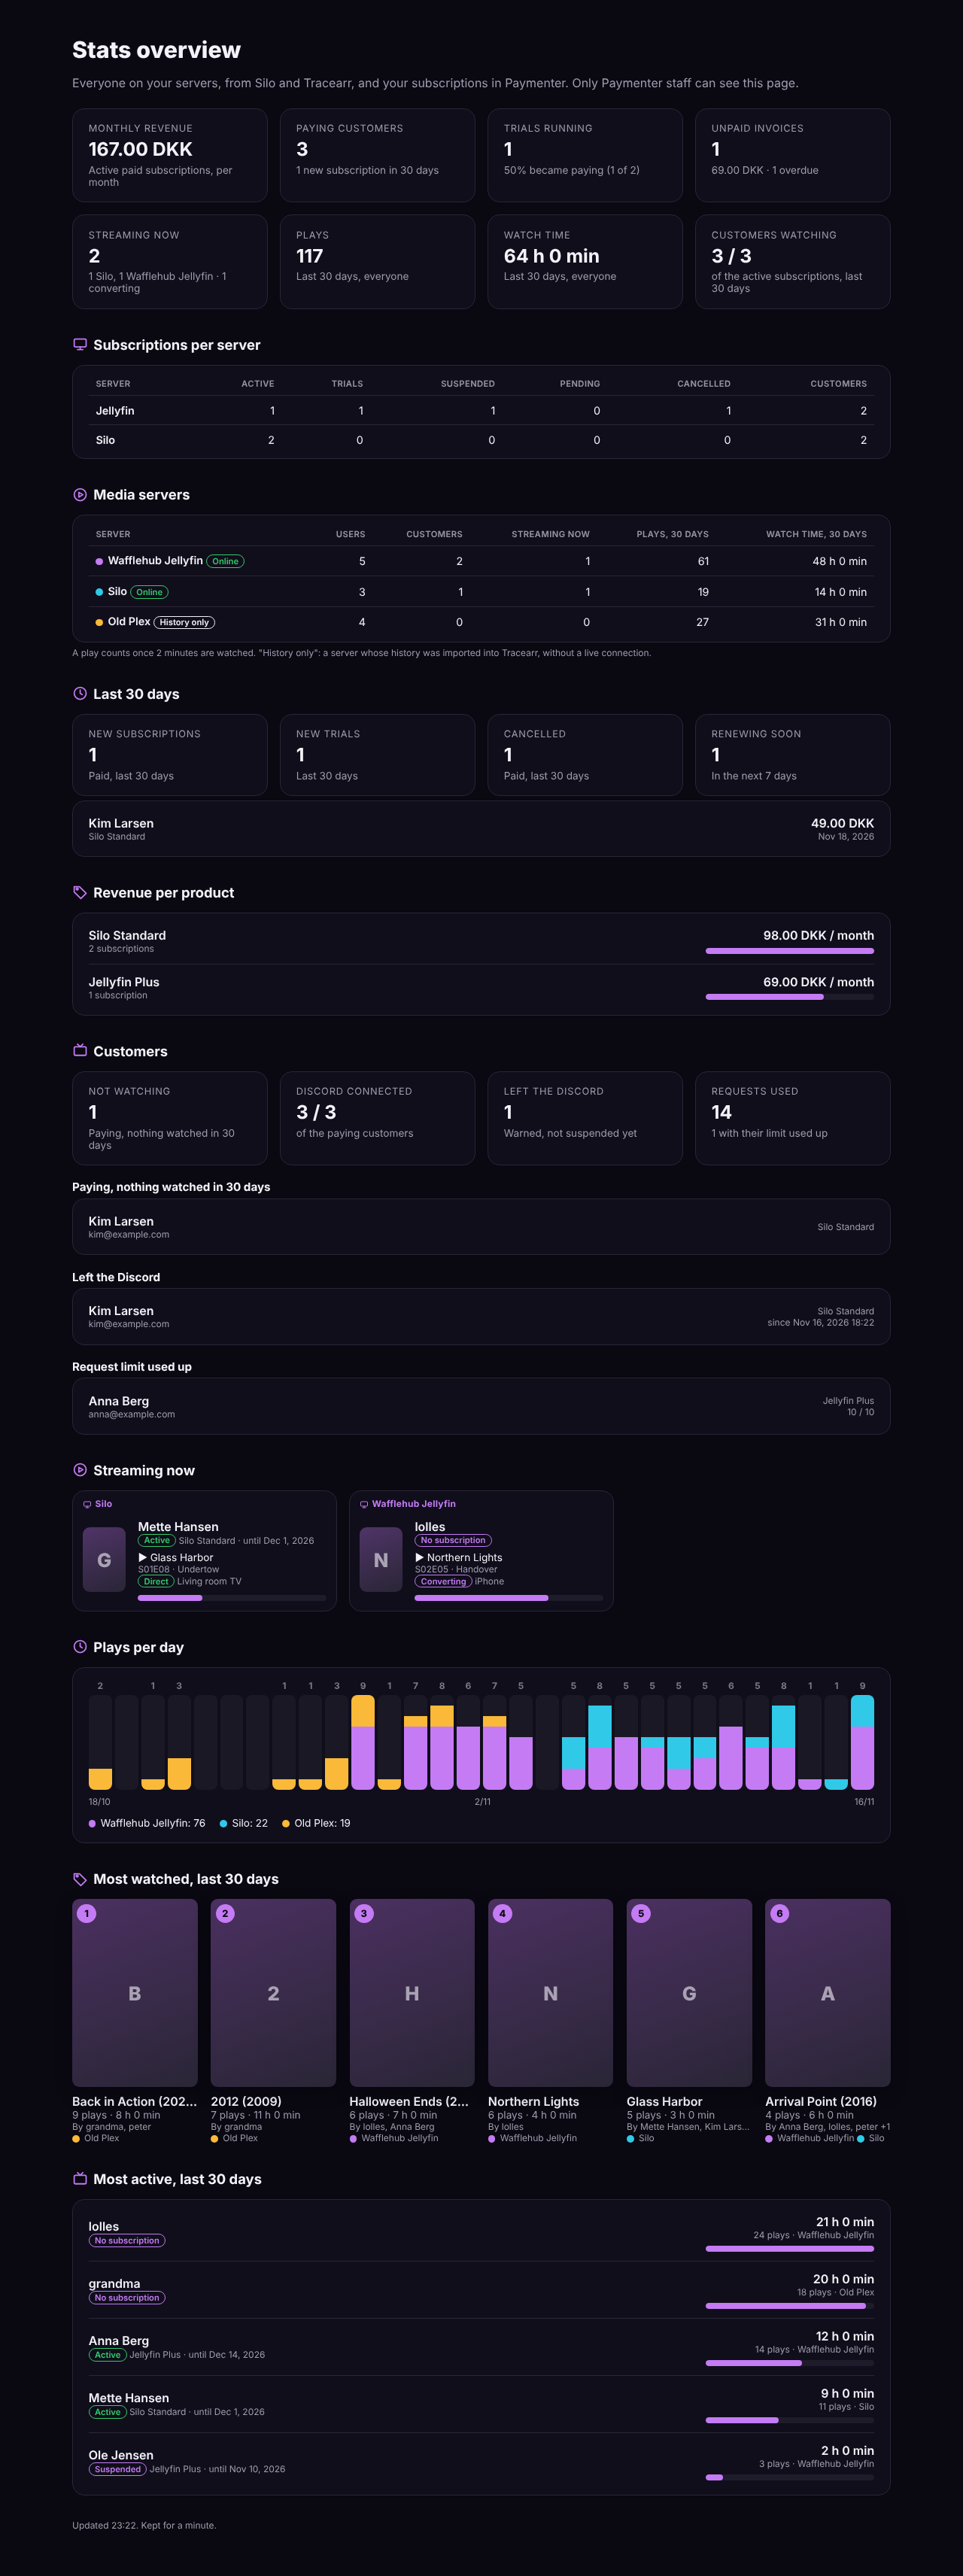 Stats overview
Everyone on your servers, from Silo and Tracearr, and your subscriptions in Paymenter. Only Paymenter staff can see this page.
MONTHLY REVENUE
167.00 DKK
Active paid subscriptions, per
month
PAYING CUSTOMERS
3
1 new subscription in 30 days
TRIALS RUNNING
1
50% became paying (1 of 2)
UNPAID INVOICES
1
69.00 DKK · 1 overdue
STREAMING NOW
2
1 Silo, 1 Wafflehub Jellyfin · 1
converting
PLAYS
117
Last 30 days, everyone
WATCH TIME
64 h 0 min
Last 30 days, everyone
CUSTOMERS WATCHING
3 / 3
of the active subscriptions, last
30 days
Subscriptions per server
SERVER ACTIVE TRIALS SUSPENDED PENDING CANCELLED CUSTOMERS
Jellyfin 1 1 1 0 1 2
Silo 2 0 0 0 0 2
Media servers
SERVER USERS CUSTOMERS STREAMING NOW PLAYS, 30 DAYS WATCH TIME, 30 DAYS
Wafflehub Jellyfin Online 5 2 1 61 48 h 0 min
Silo Online 3 1 1 19 14 h 0 min
Old Plex History only 4 0 0 27 31 h 0 min
A play counts once 2 minutes are watched. "History only": a server whose history was imported into Tracearr, without a live connection.
Last 30 days
NEW SUBSCRIPTIONS
1
Paid, last 30 days
NEW TRIALS
1
Last 30 days
CANCELLED
1
Paid, last 30 days
RENEWING SOON
1
In the next 7 days
Kim Larsen 49.00 DKK
Silo Standard Nov 18, 2026
Revenue per product
Silo Standard 98.00 DKK / month
2 subscriptions
Jellyfin Plus 69.00 DKK / month
1 subscription
Customers
NOT WATCHING
1
Paying, nothing watched in 30
days
DISCORD CONNECTED
3 / 3
of the paying customers
LEFT THE DISCORD
1
Warned, not suspended yet
REQUESTS USED
14
1 with their limit used up
Paying, nothing watched in 30 days
Kim Larsen
kim@example.com
Silo Standard
Left the Discord
Kim Larsen
kim@example.com
Silo Standard
since Nov 16, 2026 18:22
Request limit used up
Anna Berg
anna@example.com
Jellyfin Plus
10 / 10
Streaming now
Silo
G
Mette Hansen
Active Silo Standard · until Dec 1, 2026
▶ Glass Harbor
S01E08 · Undertow
Direct Living room TV
Wafflehub Jellyfin
N
lolles
No subscription
▶ Northern Lights
S02E05 · Handover
Converting iPhone
Plays per day
2 1 3 1 1 3 9 1 7 8 6 7 5 5 8 5 5 5 5 6 5 8 1 1 9
18/10 2/11 16/11
Wafflehub Jellyfin: 76 Silo: 22 Old Plex: 19
Most watched, last 30 days
1
B
Back in Action (202...
9 plays · 8 h 0 min
By grandma, peter
Old Plex
2
2
2012 (2009)
7 plays · 11 h 0 min
By grandma
Old Plex
3
H
Halloween Ends (2...
6 plays · 7 h 0 min
By lolles, Anna Berg
Wafflehub Jellyfin
4
N
Northern Lights
6 plays · 4 h 0 min
By lolles
Wafflehub Jellyfin
5
G
Glass Harbor
5 plays · 3 h 0 min
By Mette Hansen, Kim Lars...
Silo
6
A
Arrival Point (2016)
4 plays · 6 h 0 min
By Anna Berg, lolles, peter +1
Wafflehub Jellyfin Silo
Most active, last 30 days
lolles
No subscription
21 h 0 min
24 plays · Wafflehub Jellyfin
grandma
No subscription
20 h 0 min
18 plays · Old Plex
Anna Berg
Active Jellyfin Plus · until Dec 14, 2026
12 h 0 min
14 plays · Wafflehub Jellyfin
Mette Hansen
Active Silo Standard · until Dec 1, 2026
9 h 0 min
11 plays · Silo
Ole Jensen
Suspended Jellyfin Plus · until Nov 10, 2026
2 h 0 min
3 plays · Wafflehub Jellyfin
Updated 23:22. Kept for a minute.